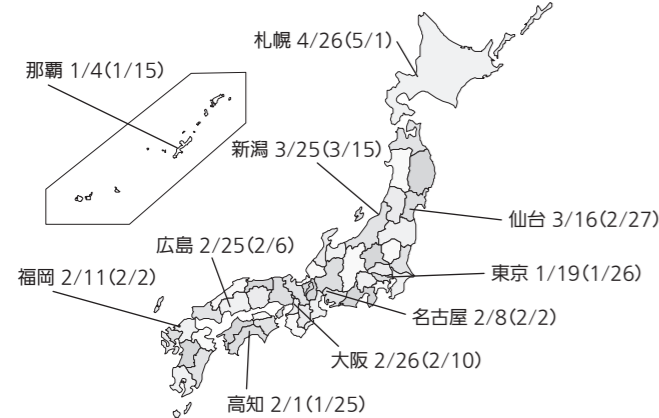 札幌 4/26(5/1)
那覇 1/4(1/15)
新潟 3/25(3/15)
仙台 3/16(2/27)
広島 2/25(2/6)
福岡 2/11(2/2)
東京 1/19(1/26)
名古屋 2/8(2/2)
大阪 2/26(2/10)
高知 2/1(1/25)